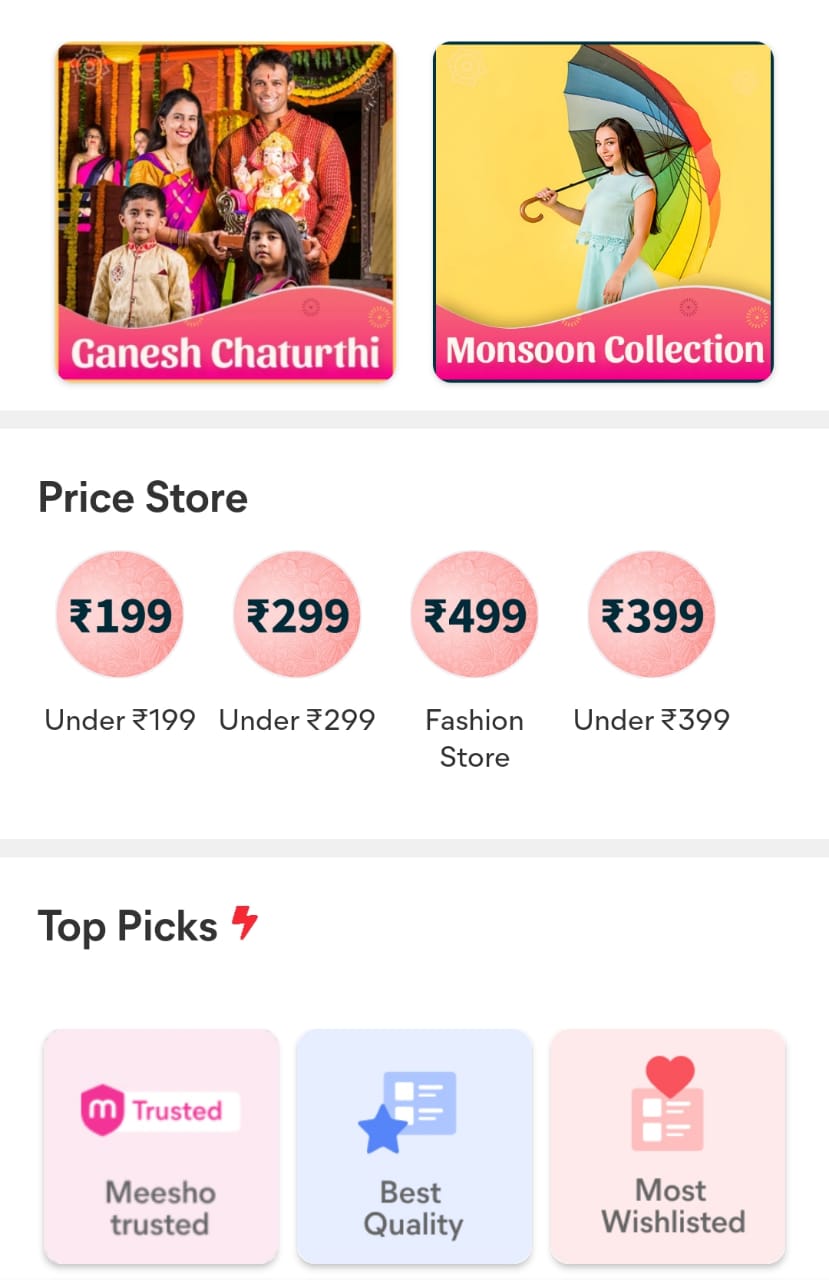 Ganesh Chaturthi
Monsoon Collection
Price Store
₹199
₹299
₹499
₹399
Under ₹199
Under ₹299
Fashion
Store
Under ₹399
Top Picks
m Trusted
Meesho
trusted
Best
Quality
Most
Wishlisted